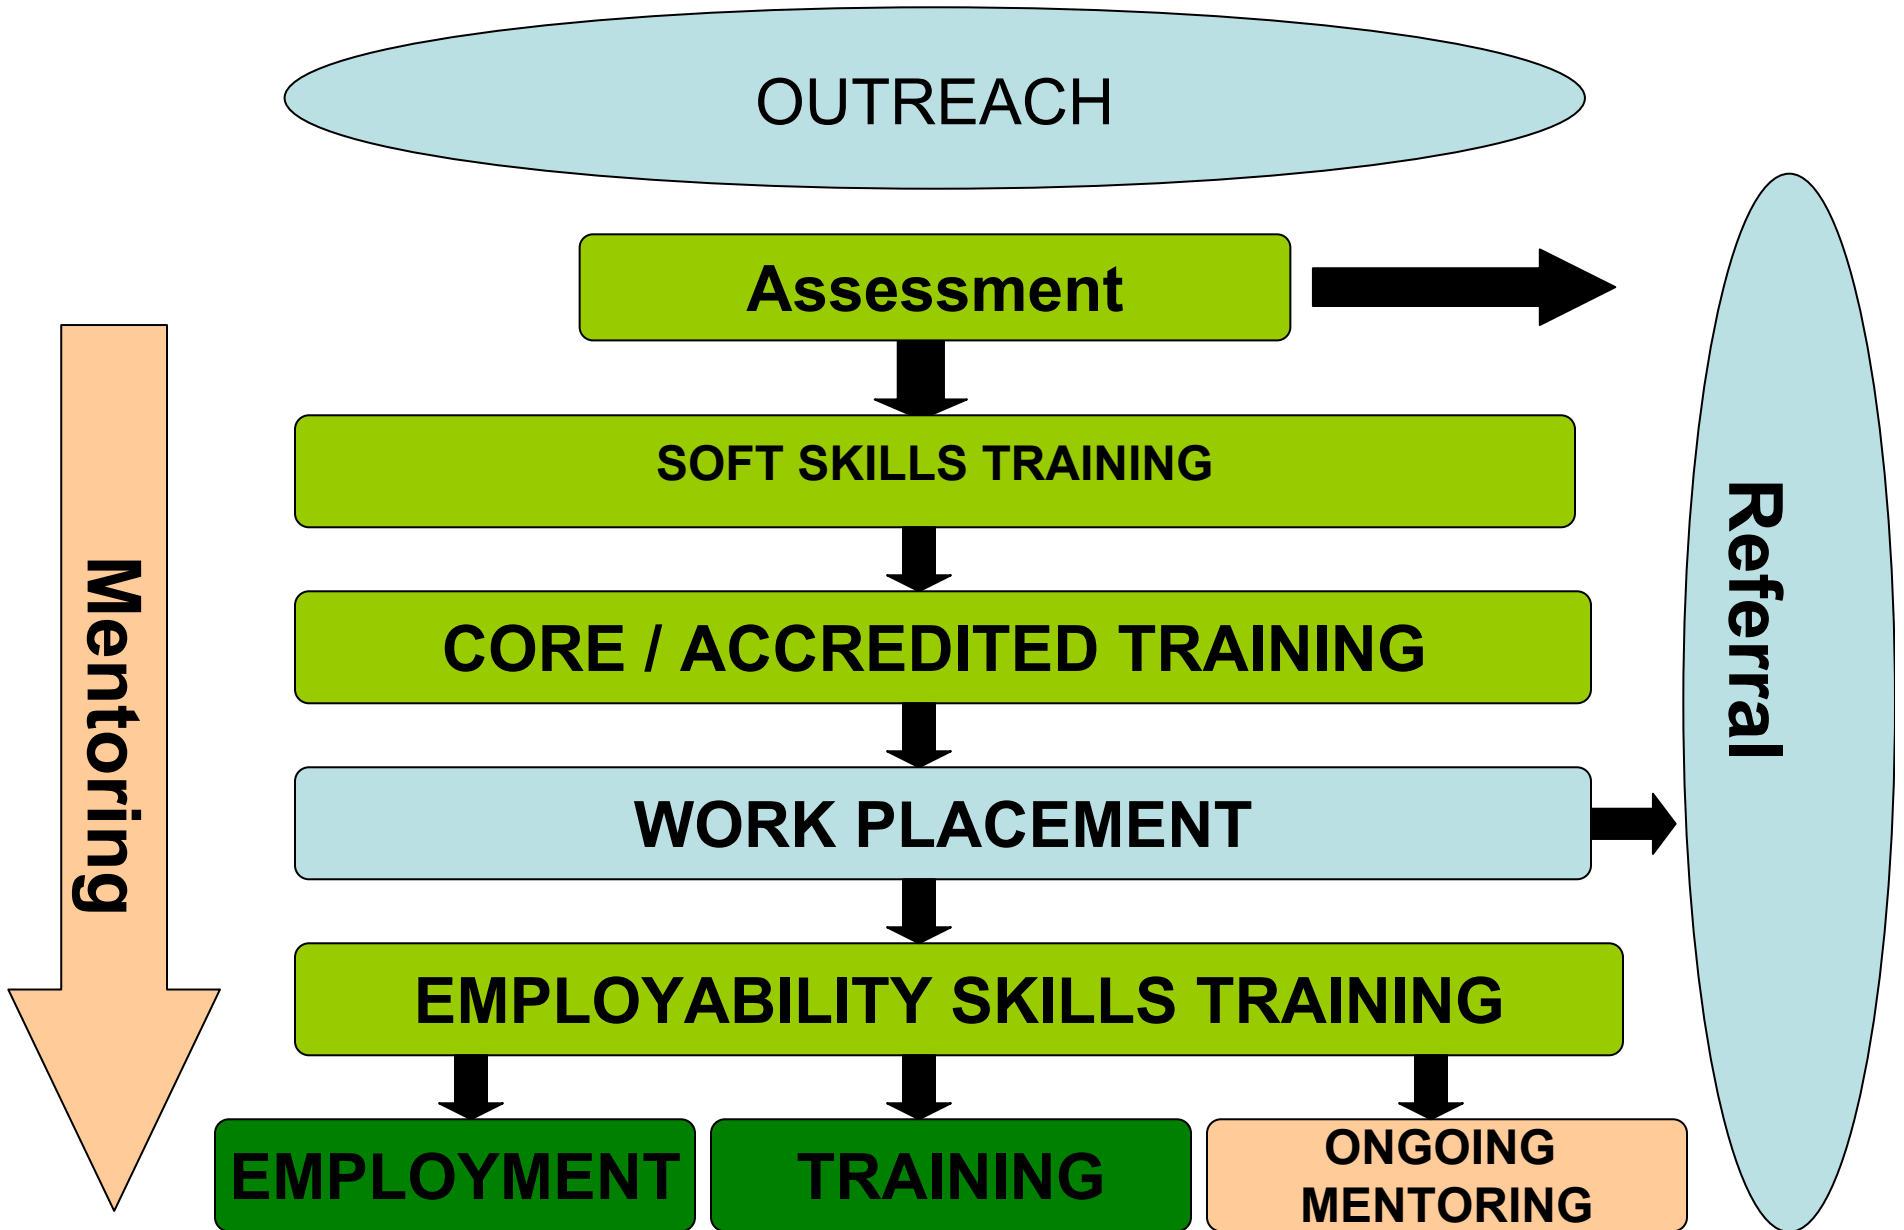 OUTREACH
Assessment
SOFT SKILLS TRAINING
CORE / ACCREDITED TRAINING
WORK PLACEMENT
EMPLOYABILITY SKILLS TRAINING
EMPLOYMENT
TRAINING
ONGOING
MENTORING
Mentoring
Referral